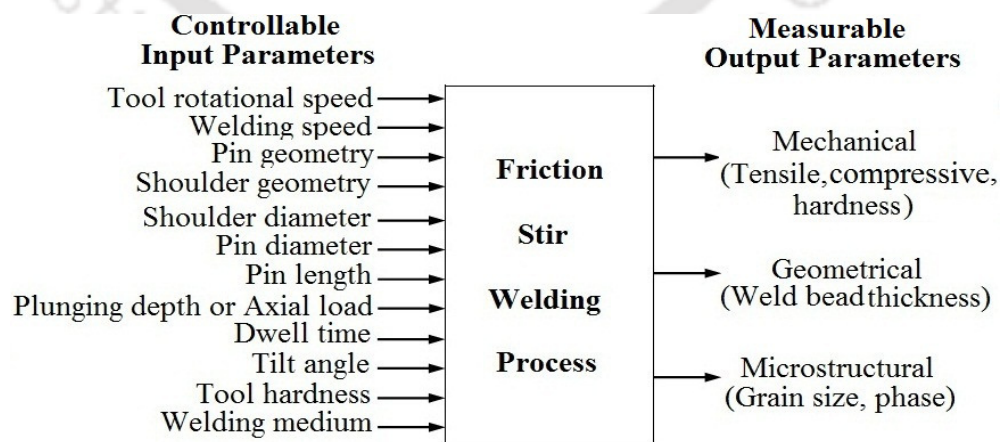 Controllable
Input Parameters
Tool rotational speed
Welding speed
Pin geometry
Shoulder geometry
Shoulder diameter
Pin diameter
Pin length
Plunging depth or Axial load
Dwell time
Tilt angle
Tool hardness
Welding medium
Friction
Stir
Welding
Process
Measurable
Output Parameters
Mechanical
(Tensile,compressive,
hardness)
Geometrical
(Weld bead thickness)
Microstructural
(Grain size, phase)